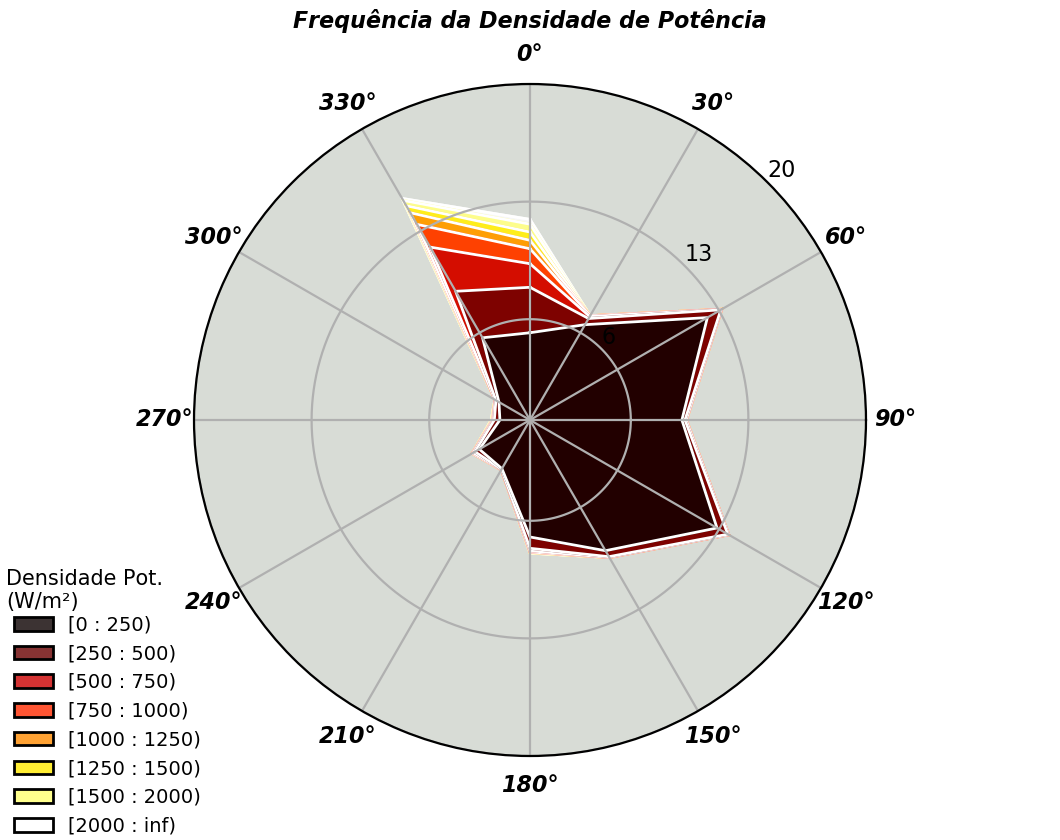 Frequência da Densidade de Potência
0°
330°
30°
20
300°
60°
13
6
270°
90°
240°
120°
210°
150°
180°
Densidade Pot.
(W/m²)
[0 : 250)
[250 : 500)
[500 : 750)
[750 : 1000)
[1000 : 1250)
[1250 : 1500)
[1500 : 2000)
[2000 : inf)